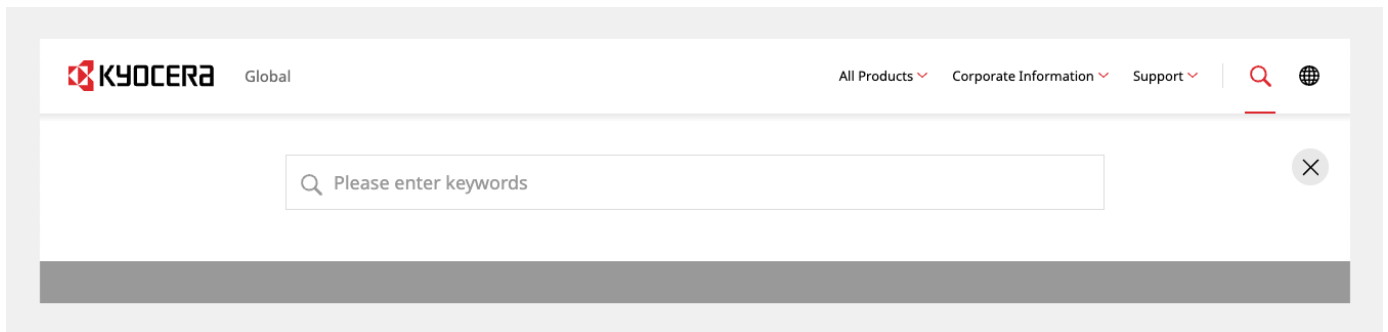 KYOCERA Global All Products Corporate Information Support
Please enter keywords